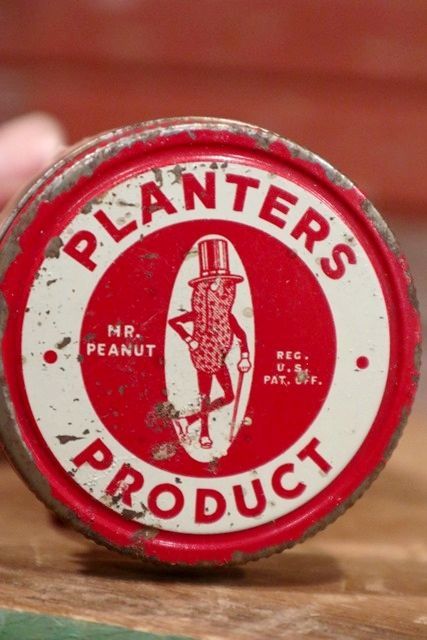 PLANTERS
MR.
PEANUT
REG.
U.S.
PAT. OFF.
PRODUCT